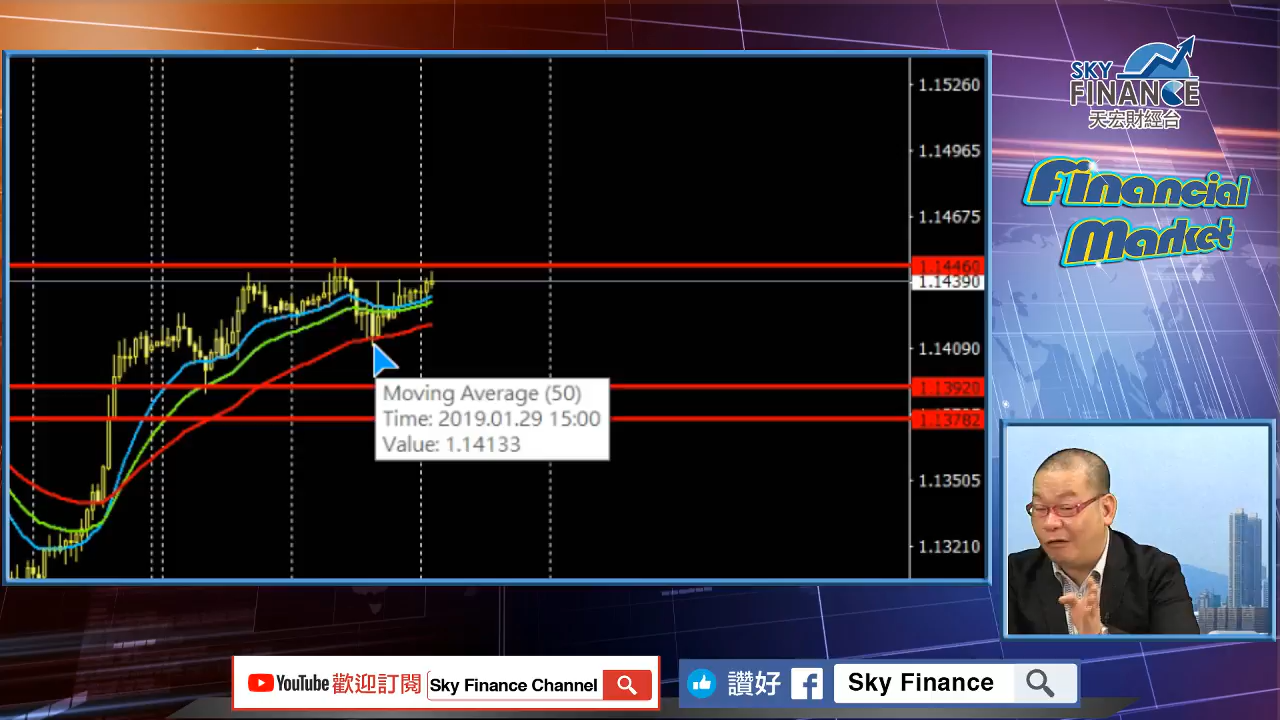 SKY
FINANCE
天宏財經台
Financial
Market
1.15260
1.14965
1.14675
1.14460
1.14390
1.14090
1.13920
1.13782
1.13505
1.13210
Moving Average (50)
Time: 2019.01.29 15:00
Value: 1.14133
YouTube 歡迎訂閱 Sky Finance Channel
讚好 f Sky Finance